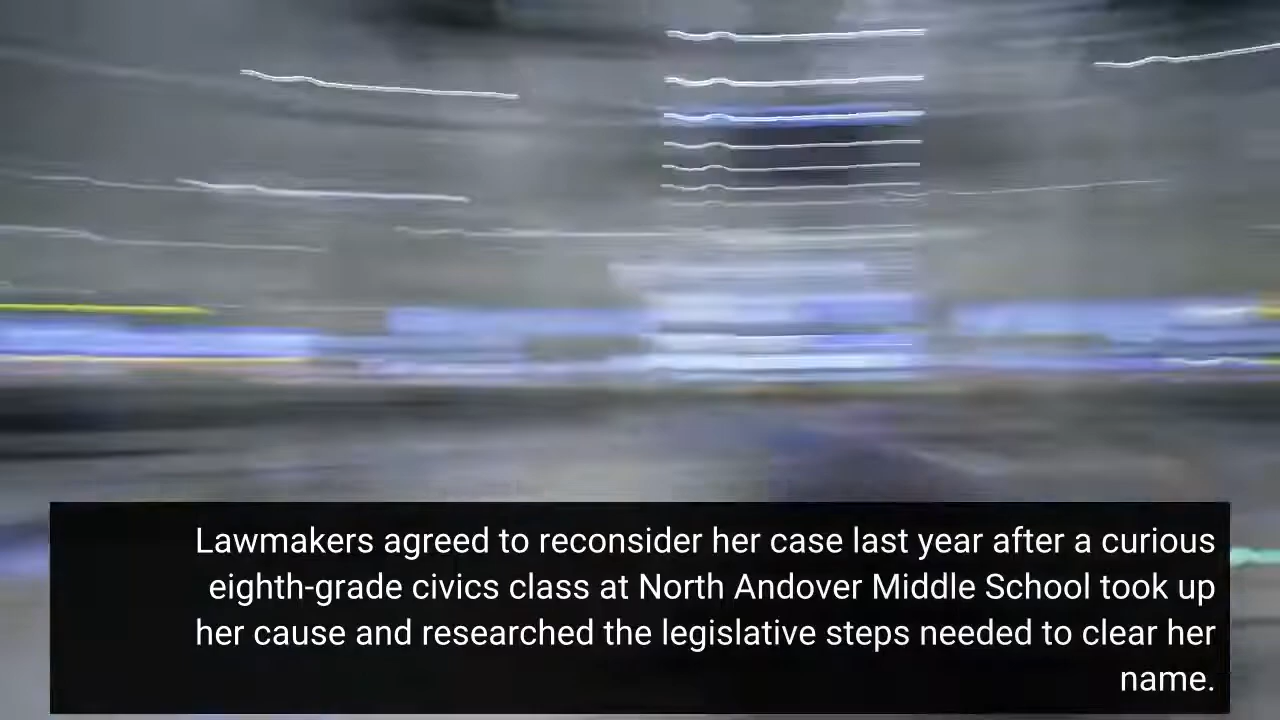 Lawmakers agreed to reconsider her case last year after a curious
eighth-grade civics class at North Andover Middle School took up
her cause and researched the legislative steps needed to clear her
name.